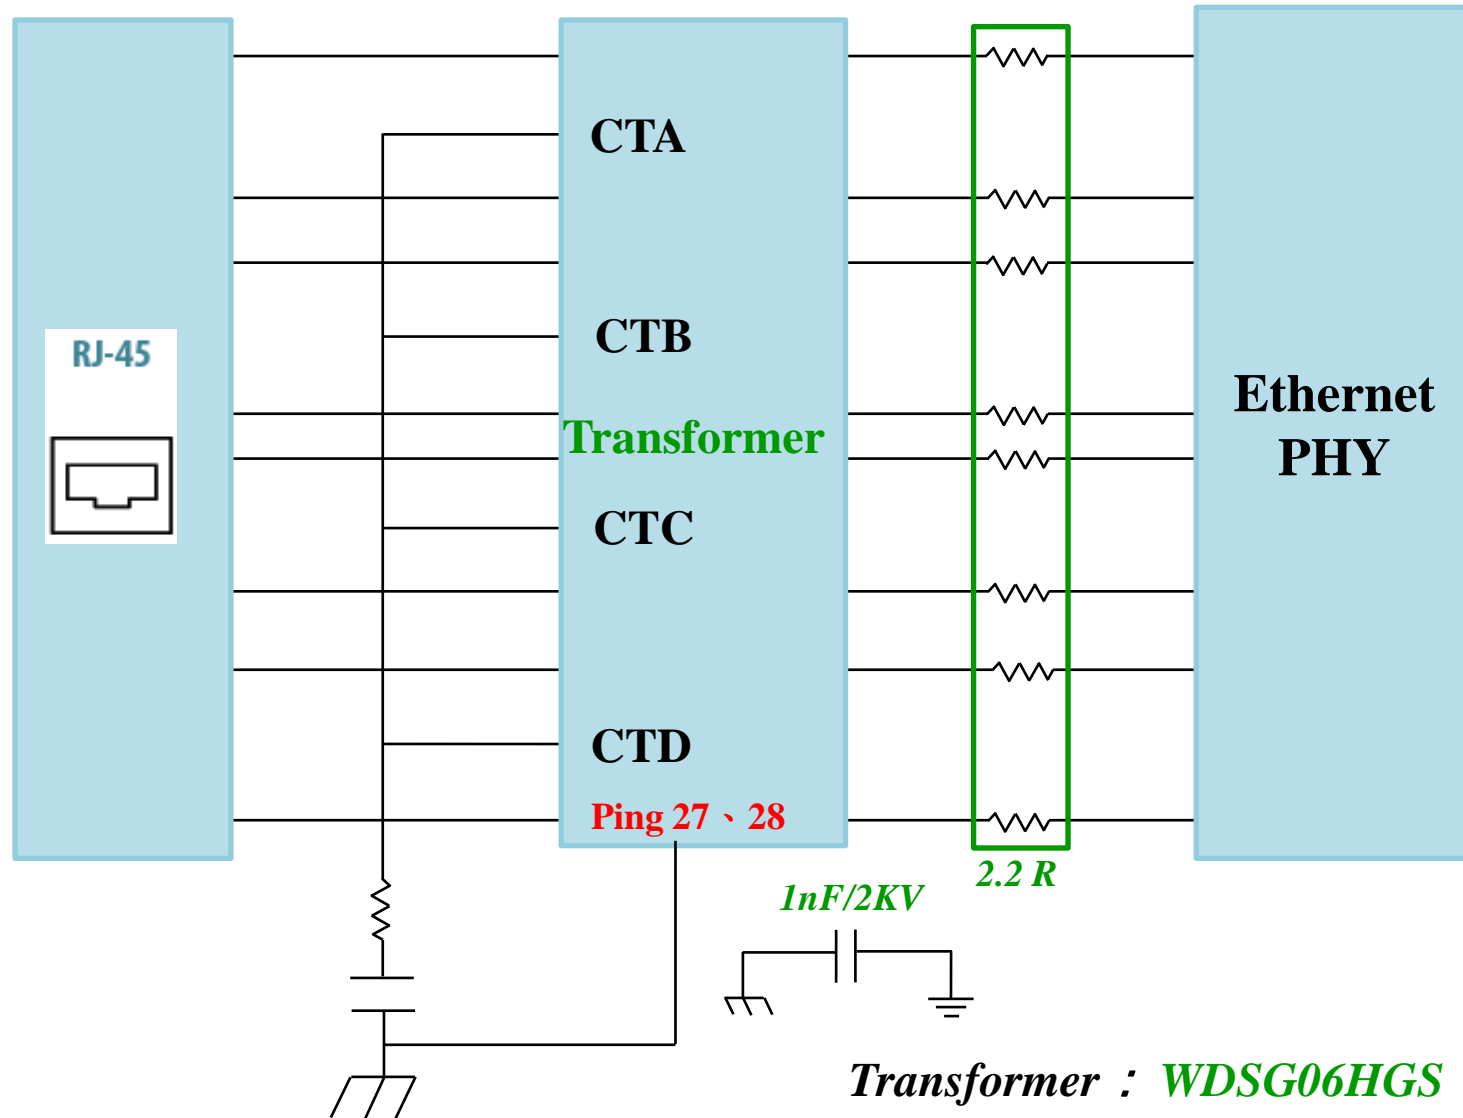 CTA
CTB
RJ-45
Ethernet
PHY
Transformer
CTC
CTD
Ping 27、28
2.2 R
1nF/2KV
Transformer：WDSG06HGS